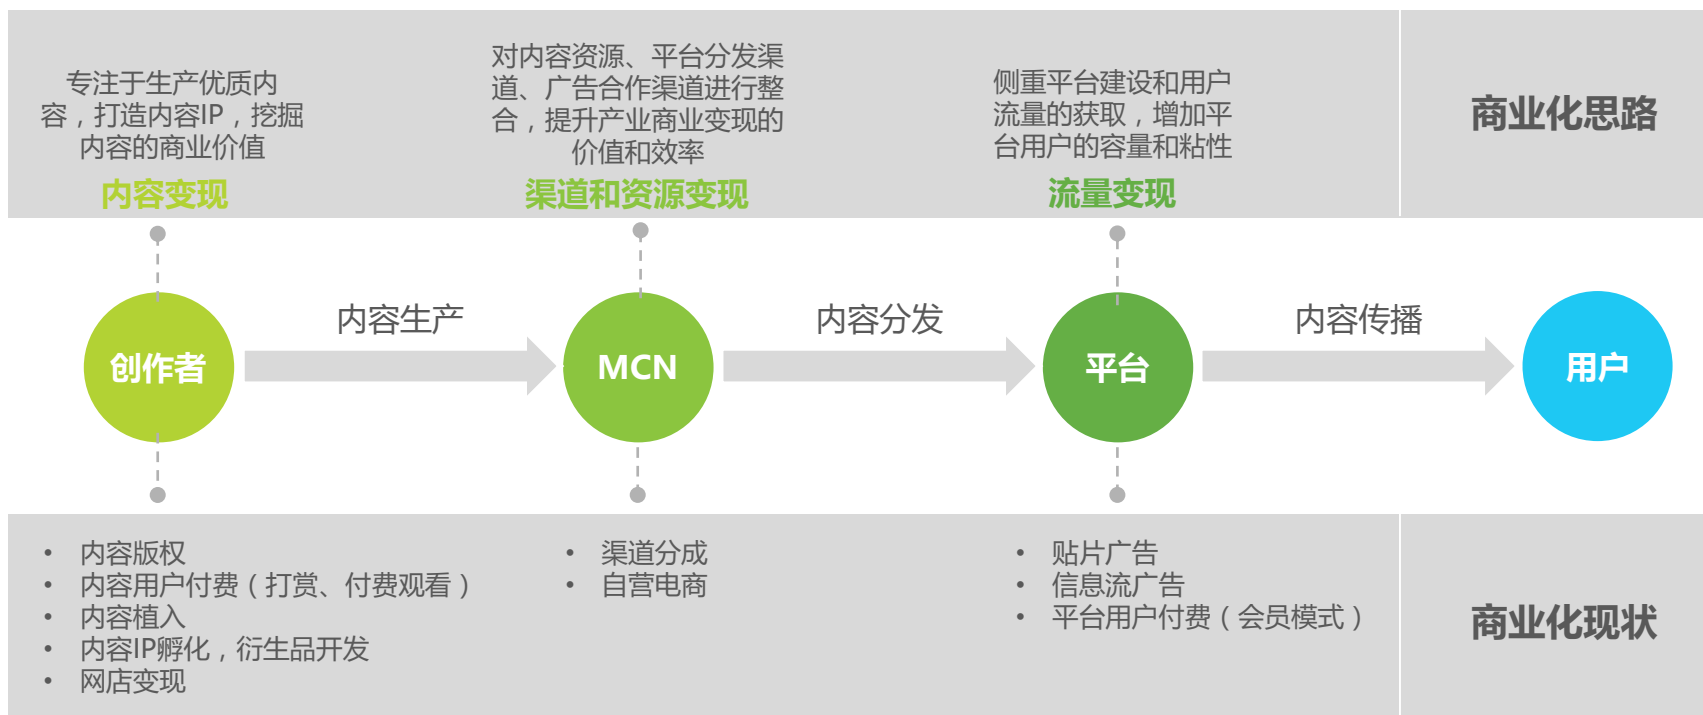 专注于生产优质内
容，打造内容IP，挖掘
内容的商业价值
内容变现
对内容资源、平台分发渠
道、广告合作渠道进行整
合，提升产业商业变现的
价值和效率
渠道和资源变现
侧重平台建设和用户
流量的获取，增加平
台用户的容量和粘性
流量变现
商业化思路
创作者
内容生产
MCN
内容分发
平台
内容传播
用户
• 内容版权
• 内容用户付费（打赏、付费观看）
• 内容植入
• 内容IP孵化，衍生品开发
• 网店变现
• 渠道分成
• 自营电商
• 贴片广告
• 信息流广告
• 平台用户付费（会员模式）
商业化现状